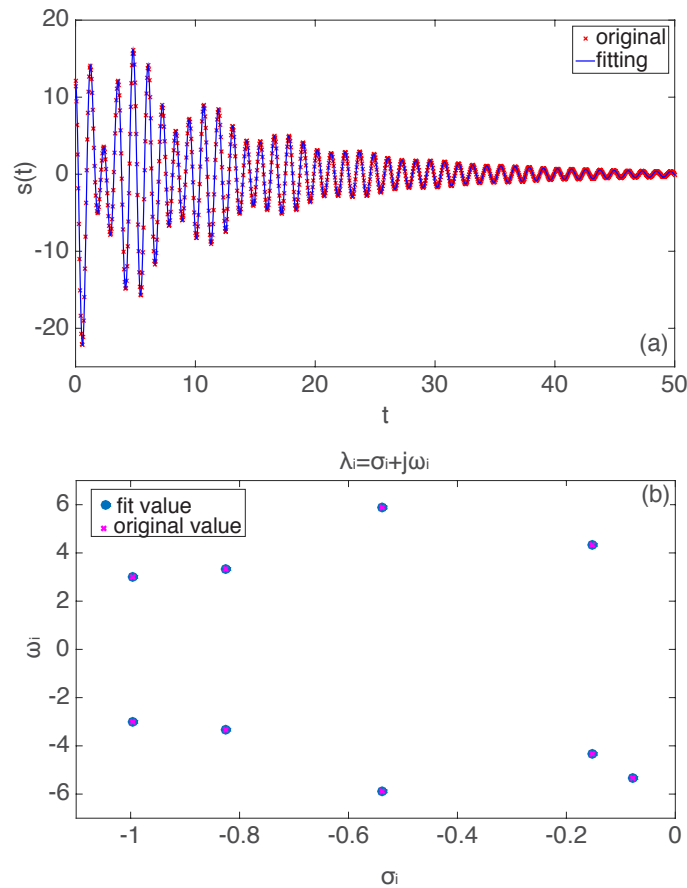 20
10
0
-10
-20
s(t)
original
fitting
(a)
0
10
20
30
40
50
t
λᵢ=σᵢ+jωᵢ
6
4
2
0
-2
-4
-6
ωᵢ
fit value
original value
(b)
-1
-0.8
-0.6
-0.4
-0.2
0
σᵢ